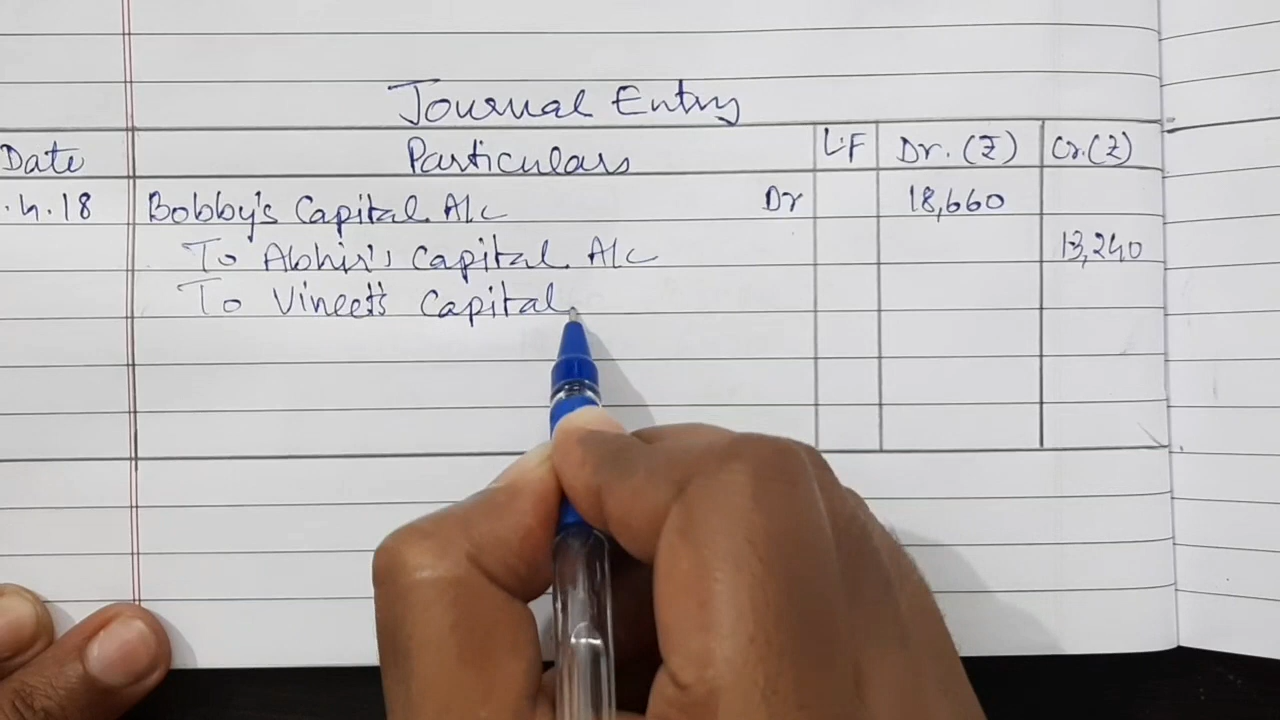 Journal Entry
Date Particulars L.F Dr. (₹) Cr. (₹)
.4.18 Bobby's Capital A/c Dr 18,660
To Abhir's Capital A/c 13,240
To Vineet's Capital